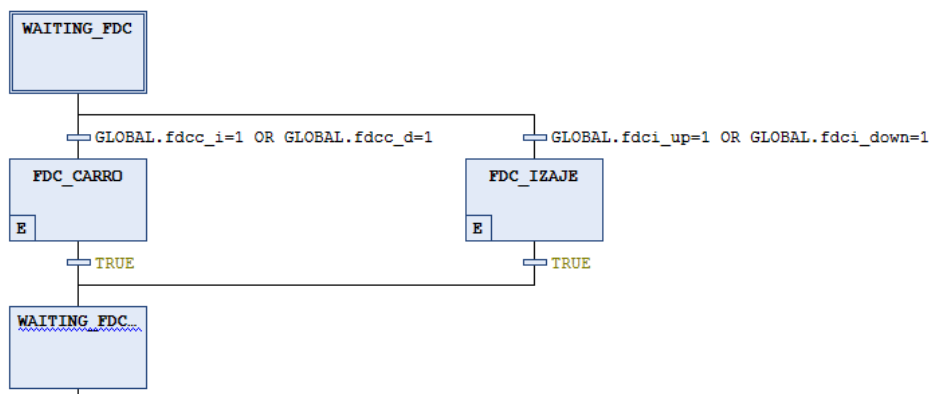 WAITING_FDC
GLOBAL.fdcc_i=1 OR GLOBAL.fdcc_d=1
GLOBAL.fdci_up=1 OR GLOBAL.fdci_down=1
FDC_CARRO
FDC_IZAJE
E
E
TRUE
TRUE
WAITING_FDC…